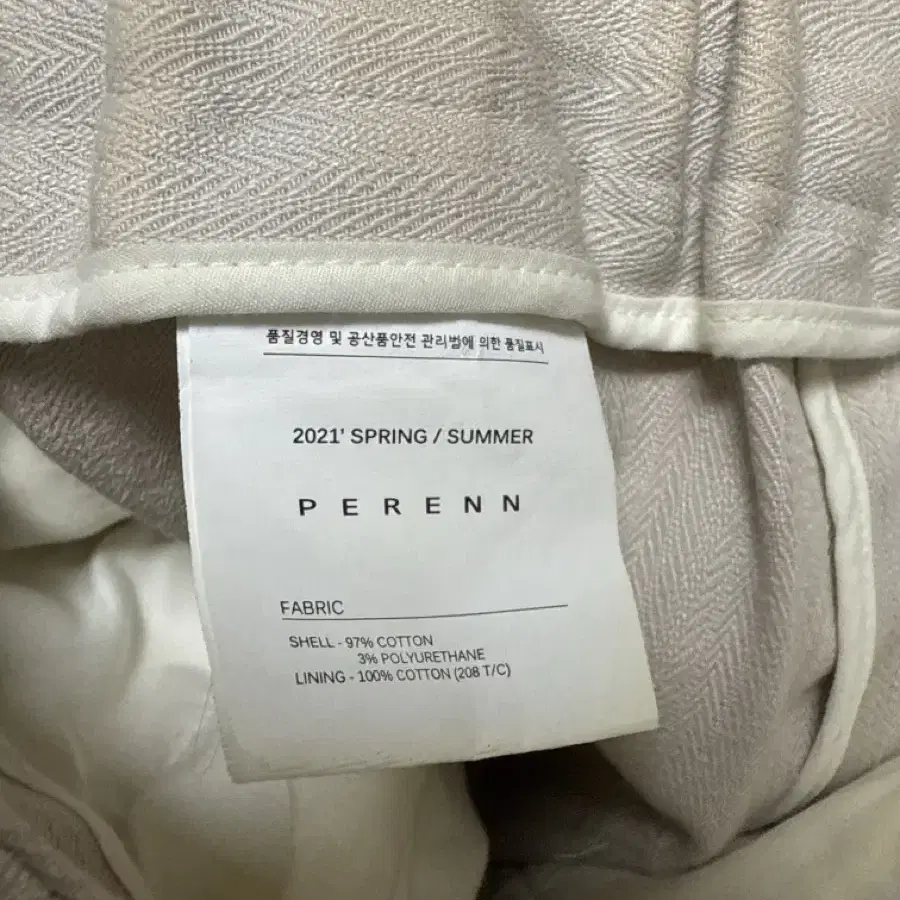 품질경영 및 공산품안전 관리법에 의한 품질표시
2021' SPRING / SUMMER
PERENN
FABRIC
SHELL - 97% COTTON
3% POLYURETHANE
LINING - 100% COTTON (208 T/C)